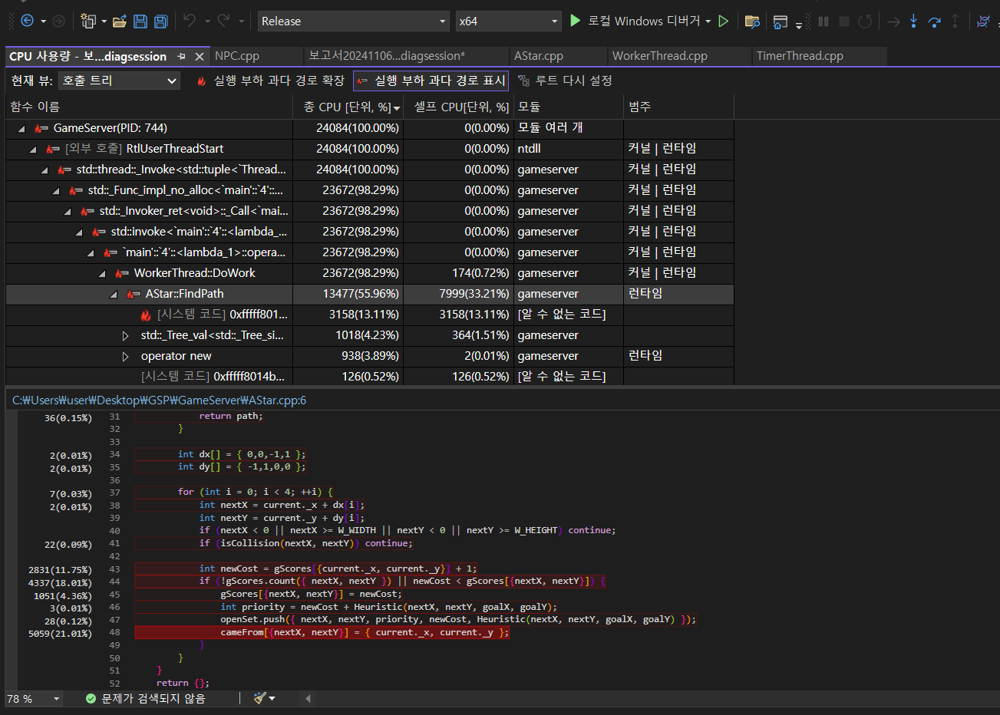 Release
x64
로컬 Windows 디버거
CPU 사용량 - 보...diagsession
NPC.cpp
보고서20241106...diagsession*
AStar.cpp
WorkerThread.cpp
TimerThread.cpp
현재 뷰: 호출 트리
실행 부하 과다 경로 확장
실행 부하 과다 경로 표시
루트 다시 설정
함수 이름 총 CPU [단위, %] 셀프 CPU[단위, %] 모듈 범주
GameServer(PID: 744) 24084(100.00%) 0(0.00%) 모듈 여러 개
[외부 호출] RtlUserThreadStart 24084(100.00%) 0(0.00%) ntdll 커널 | 런타임
std::thread::_Invoke<std::tuple<`Thread... 24084(100.00%) 0(0.00%) gameserver 커널 | 런타임
std::_Func_impl_no_alloc<`main'::`4'::... 23672(98.29%) 0(0.00%) gameserver 커널 | 런타임
std::_Invoker_ret<void>::_Call<`mai... 23672(98.29%) 0(0.00%) gameserver 커널 | 런타임
std::invoke<`main'::`4'::<lambda_... 23672(98.29%) 0(0.00%) gameserver 커널 | 런타임
`main'::`4'::<lambda_1>::opera... 23672(98.29%) 0(0.00%) gameserver 커널 | 런타임
WorkerThread::DoWork 23672(98.29%) 174(0.72%) gameserver 커널 | 런타임
AStar::FindPath 13477(55.96%) 7999(33.21%) gameserver 런타임
[시스템 코드] 0xfffff801... 3158(13.11%) 3158(13.11%) [알 수 없는 코드]
std::_Tree_val<std::_Tree_si... 1018(4.23%) 364(1.51%) gameserver
operator new 938(3.89%) 2(0.01%) gameserver 런타임
[시스템 코드] 0xfffff8014b... 126(0.52%) 126(0.52%) [알 수 없는 코드]
C:₩Users₩user₩Desktop₩GSP₩GameServer₩AStar.cpp:6
36(0.15%) 31 return path;
32 }
33
2(0.01%) 34 int dx[] = { 0,0,-1,1 };
2(0.01%) 35 int dy[] = { -1,1,0,0 };
36
7(0.03%) 37 for (int i = 0; i < 4; ++i) {
2(0.01%) 38 int nextX = current._x + dx[i];
39 int nextY = current._y + dy[i];
40 if (nextX < 0 || nextX >= W_WIDTH || nextY < 0 || nextY >= W_HEIGHT) continue;
22(0.09%) 41 if (isCollision(nextX, nextY)) continue;
42
2831(11.75%) 43 int newCost = gScores[{current._x, current._y}] + 1;
4337(18.01%) 44 if (!gScores.count({ nextX, nextY }) || newCost < gScores[{nextX, nextY}]) {
1051(4.36%) 45 gScores[{nextX, nextY}] = newCost;
3(0.01%) 46 int priority = newCost + Heuristic(nextX, nextY, goalX, goalY);
28(0.12%) 47 openSet.push({ nextX, nextY, priority, newCost, Heuristic(nextX, nextY, goalX, goalY) });
5059(21.01%) 48 cameFrom[{nextX, nextY}] = { current._x, current._y };
49 }
50 }
51 }
52 return {};
78 % 문제가 검색되지 않음